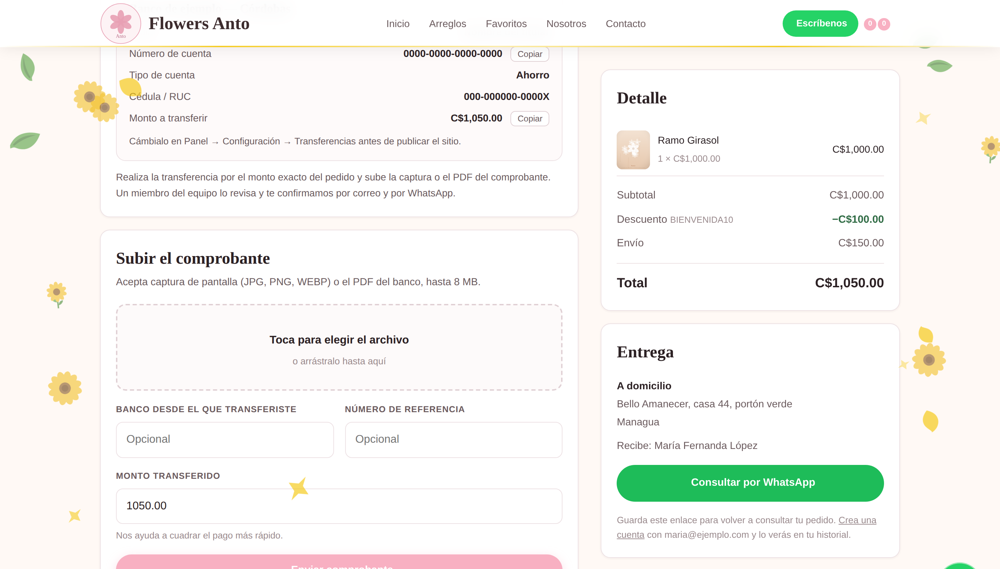 Banco de ejemplo — Córdobas
Anto
Flowers Anto
Inicio
Arreglos
Favoritos
Nosotros
Contacto
Escríbenos
0
0
Número de cuenta
0000-0000-0000-0000
Copiar
Tipo de cuenta
Ahorro
Cédula / RUC
000-000000-0000X
Monto a transferir
C$1,050.00
Copiar
Cámbialo en Panel → Configuración → Transferencias antes de publicar el sitio.
Realiza la transferencia por el monto exacto del pedido y sube la captura o el PDF del comprobante.
Un miembro del equipo lo revisa y te confirmamos por correo y por WhatsApp.
Subir el comprobante
Acepta captura de pantalla (JPG, PNG, WEBP) o el PDF del banco, hasta 8 MB.
Toca para elegir el archivo
o arrástralo hasta aquí
BANCO DESDE EL QUE TRANSFERISTE
NÚMERO DE REFERENCIA
Opcional
Opcional
MONTO TRANSFERIDO
1050.00
Nos ayuda a cuadrar el pago más rápido.
Enviar comprobante
Detalle
Ramo Girasol
1 × C$1,000.00
C$1,000.00
Subtotal
C$1,000.00
Descuento BIENVENIDA10
−C$100.00
Envío
C$150.00
Total
C$1,050.00
Entrega
A domicilio
Bello Amanecer, casa 44, portón verde
Managua
Recibe: María Fernanda López
Consultar por WhatsApp
Guarda este enlace para volver a consultar tu pedido. Crea una
cuenta con maria@ejemplo.com y lo verás en tu historial.